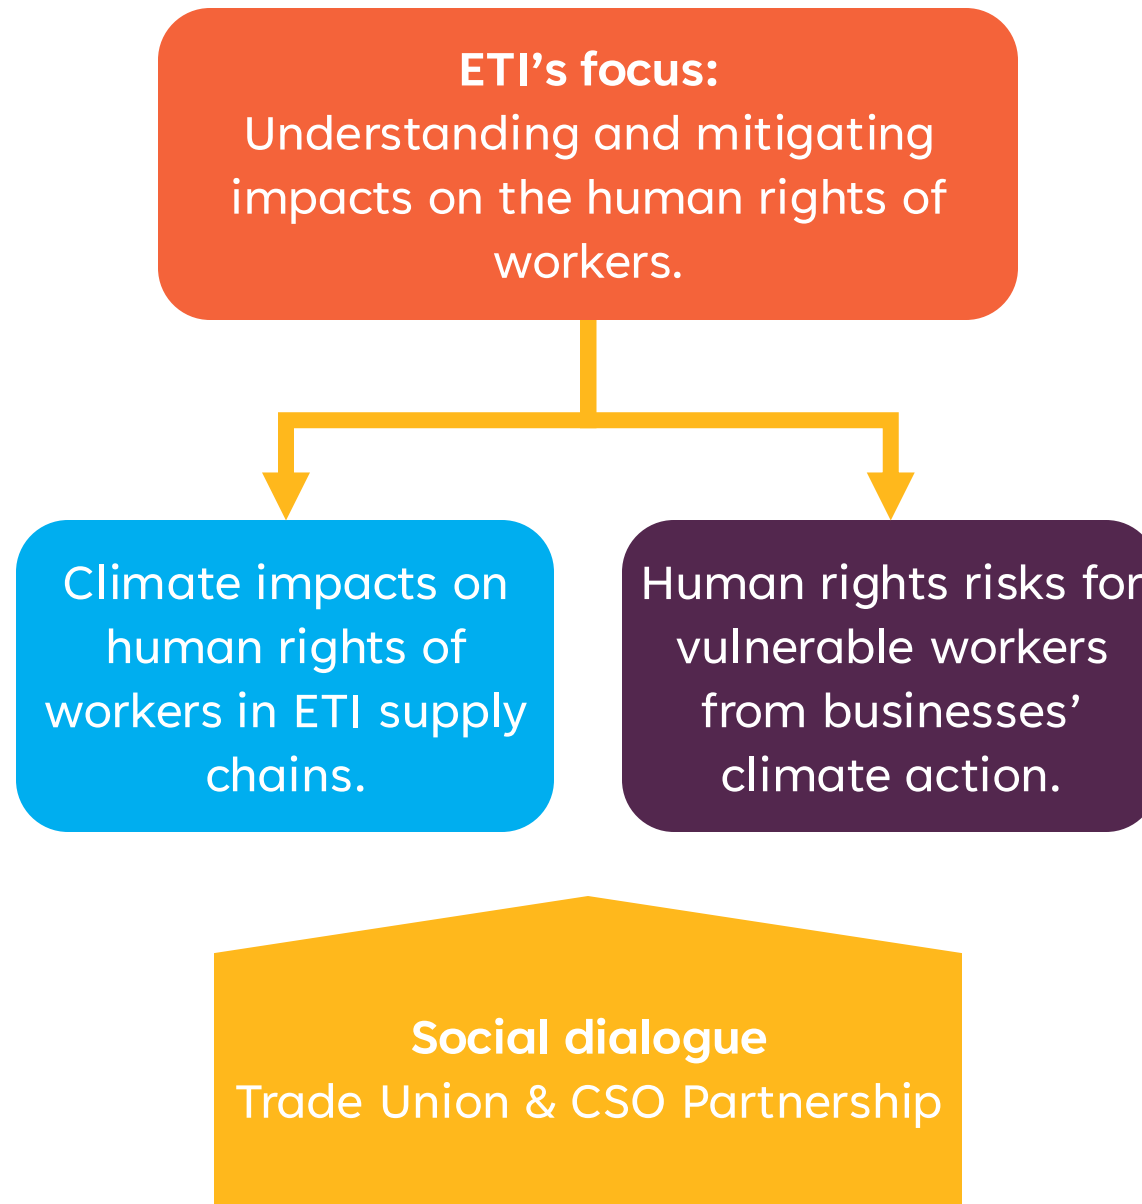 ETI’s focus:
Understanding and mitigating
impacts on the human rights of
workers.
Climate impacts on
human rights of
workers in ETI supply
chains.
Human rights risks for
vulnerable workers
from businesses’
climate action.
Social dialogue
Trade Union & CSO Partnership